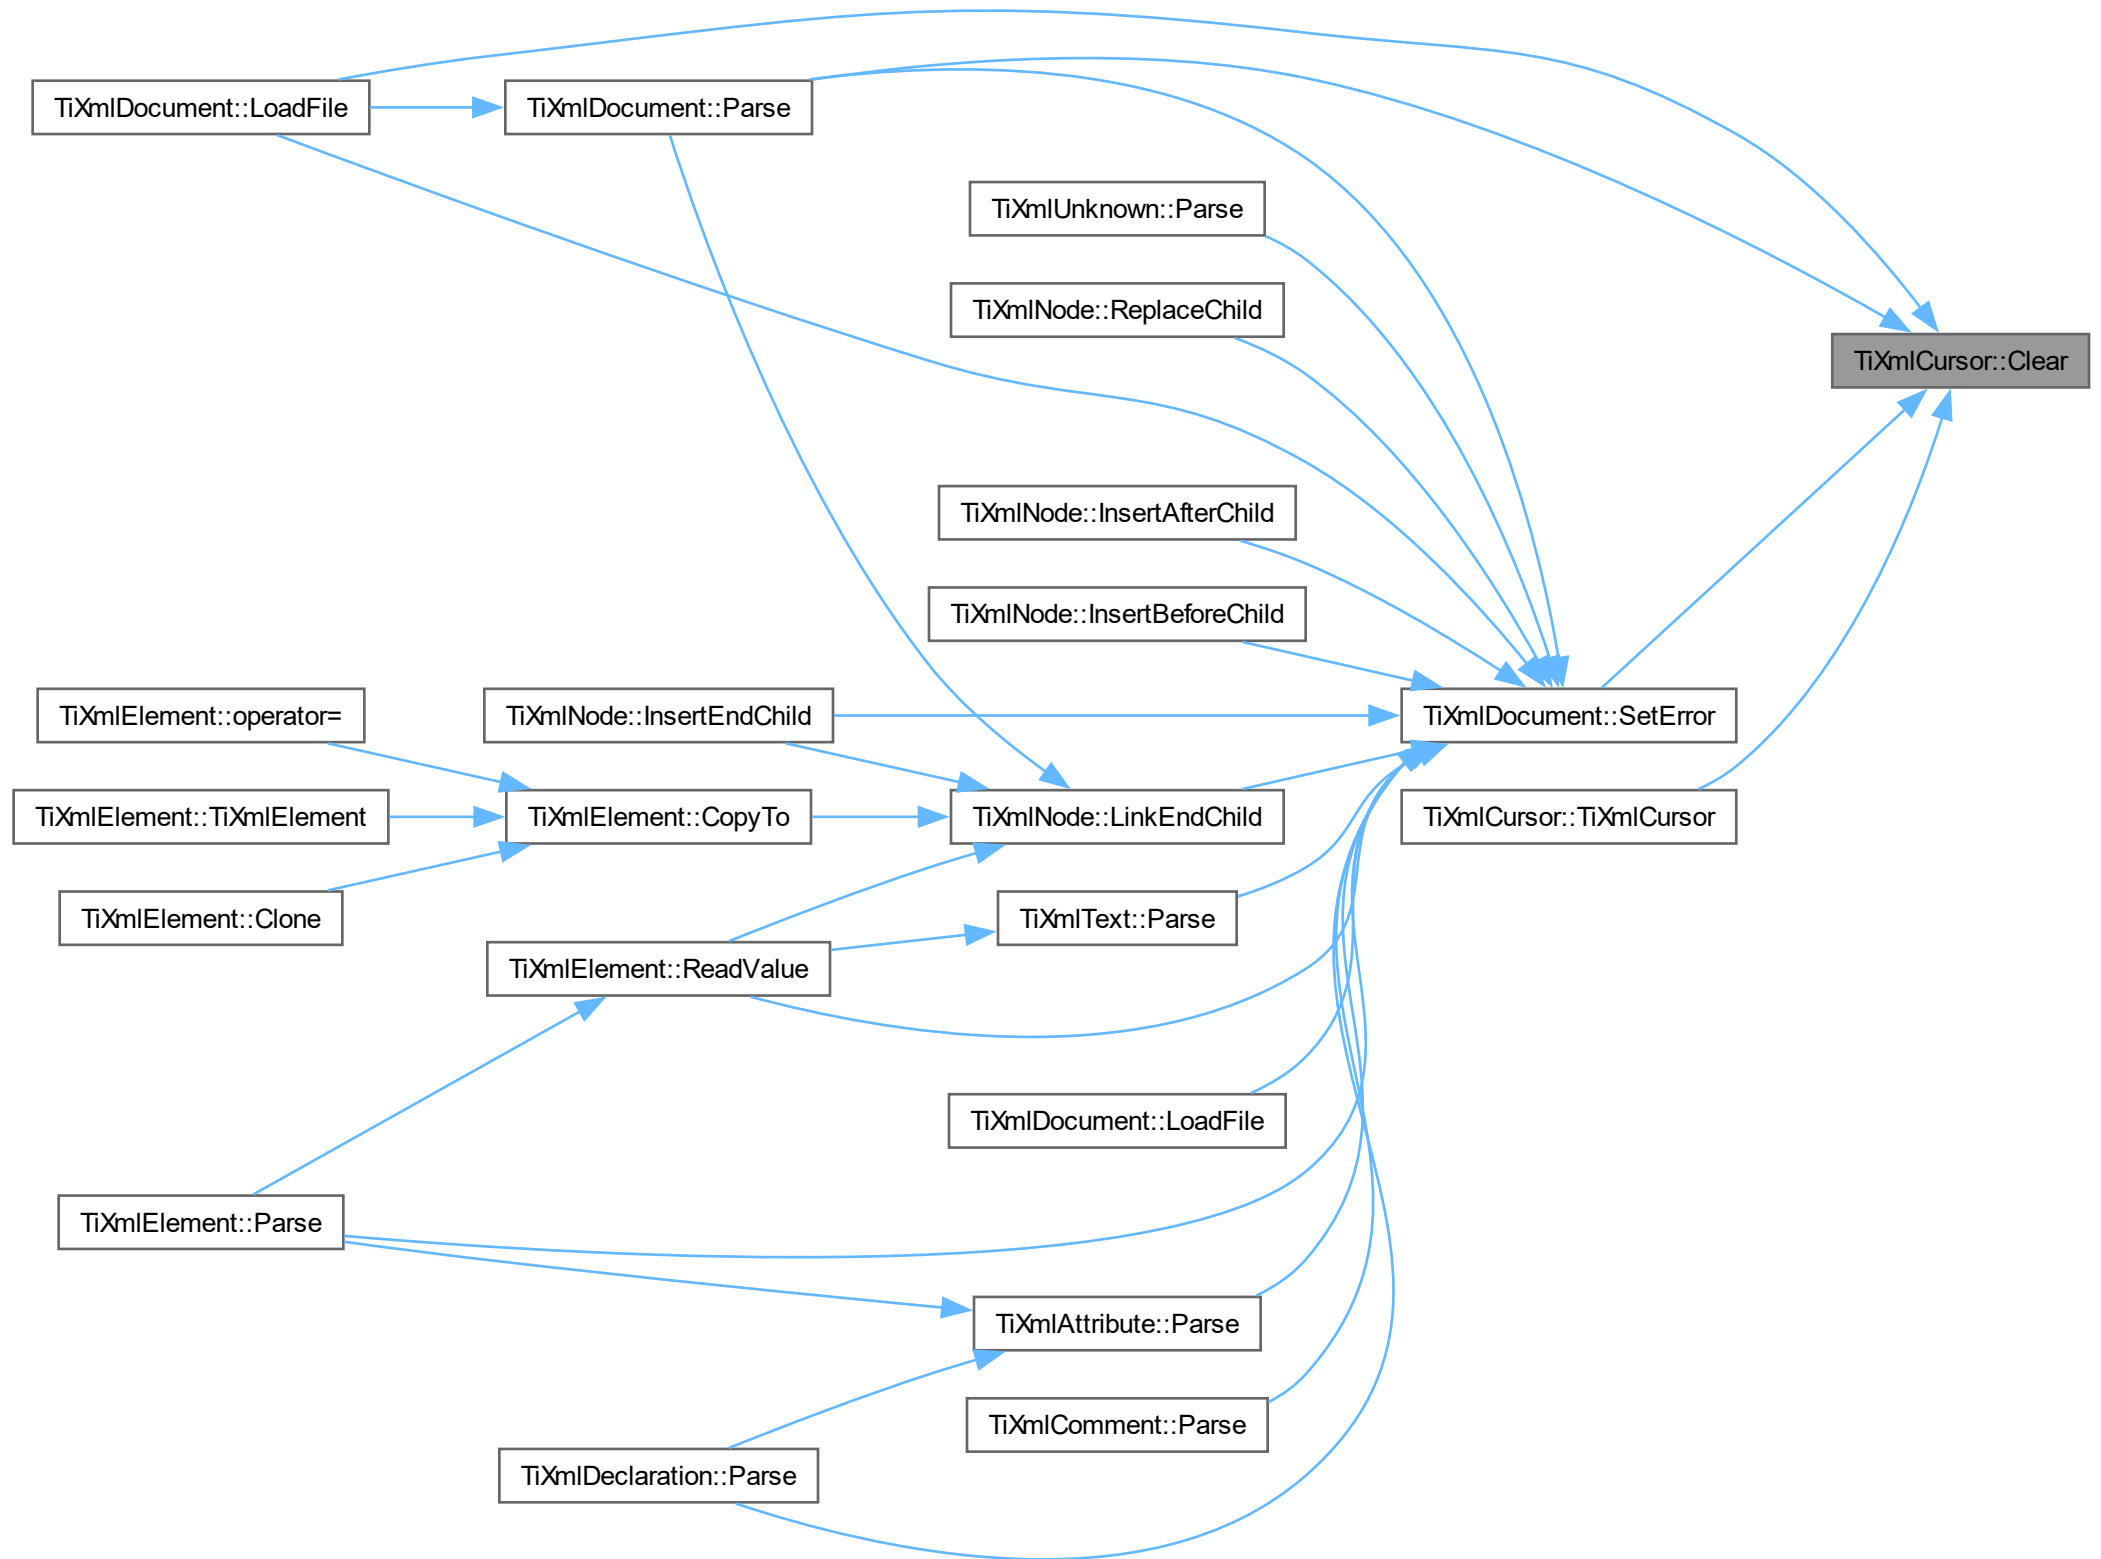 TiXmlDocument::LoadFile
TiXmlDocument::Parse
TiXmlUnknown::Parse
TiXmlNode::ReplaceChild
TiXmlCursor::Clear
TiXmlNode::InsertAfterChild
TiXmlNode::InsertBeforeChild
TiXmlElement::operator=
TiXmlNode::InsertEndChild
TiXmlDocument::SetError
TiXmlElement::TiXmlElement
TiXmlElement::CopyTo
TiXmlNode::LinkEndChild
TiXmlCursor::TiXmlCursor
TiXmlElement::Clone
TiXmlText::Parse
TiXmlElement::ReadValue
TiXmlDocument::LoadFile
TiXmlElement::Parse
TiXmlAttribute::Parse
TiXmlComment::Parse
TiXmlDeclaration::Parse